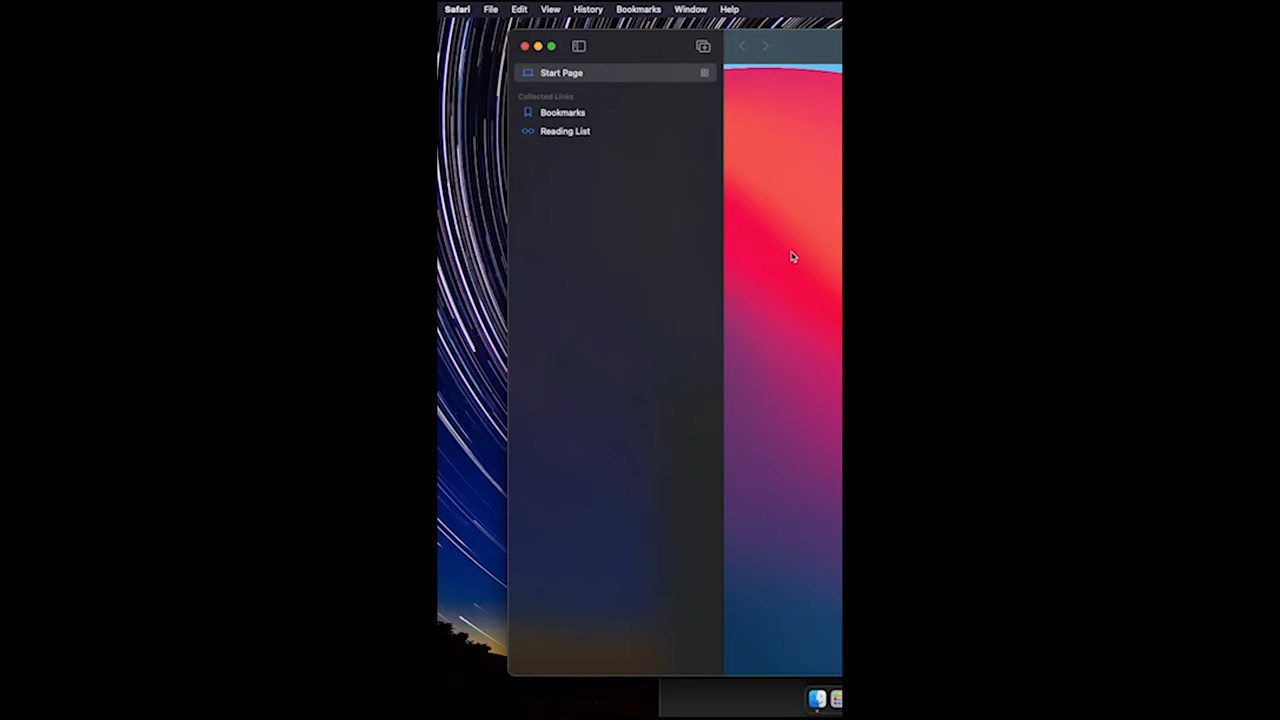 Safari File Edit View History Bookmarks Window Help
Start Page
Collected Links
Bookmarks
Reading List